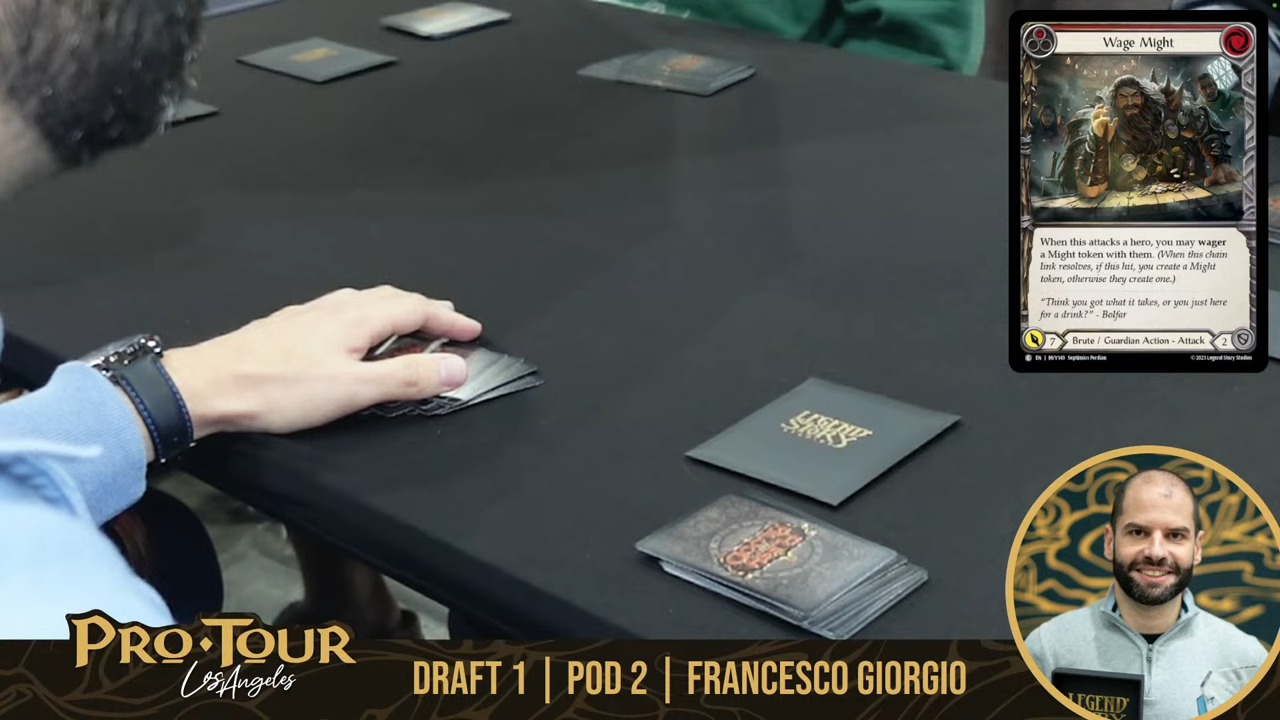 Wage Might
When this attacks a hero, you may wager
a Might token with them. (When this chain
link resolves, if this hit, you create a Might
token, otherwise they create one.)
"Think you got what it takes, or you just here
for a drink?" - Bolfar
7 Brute / Guardian Action - Attack 2
LEGEND
STORY
PRO TOUR
Los Angeles
DRAFT 1 | POD 2 | FRANCESCO GIORGIO
LEGEND